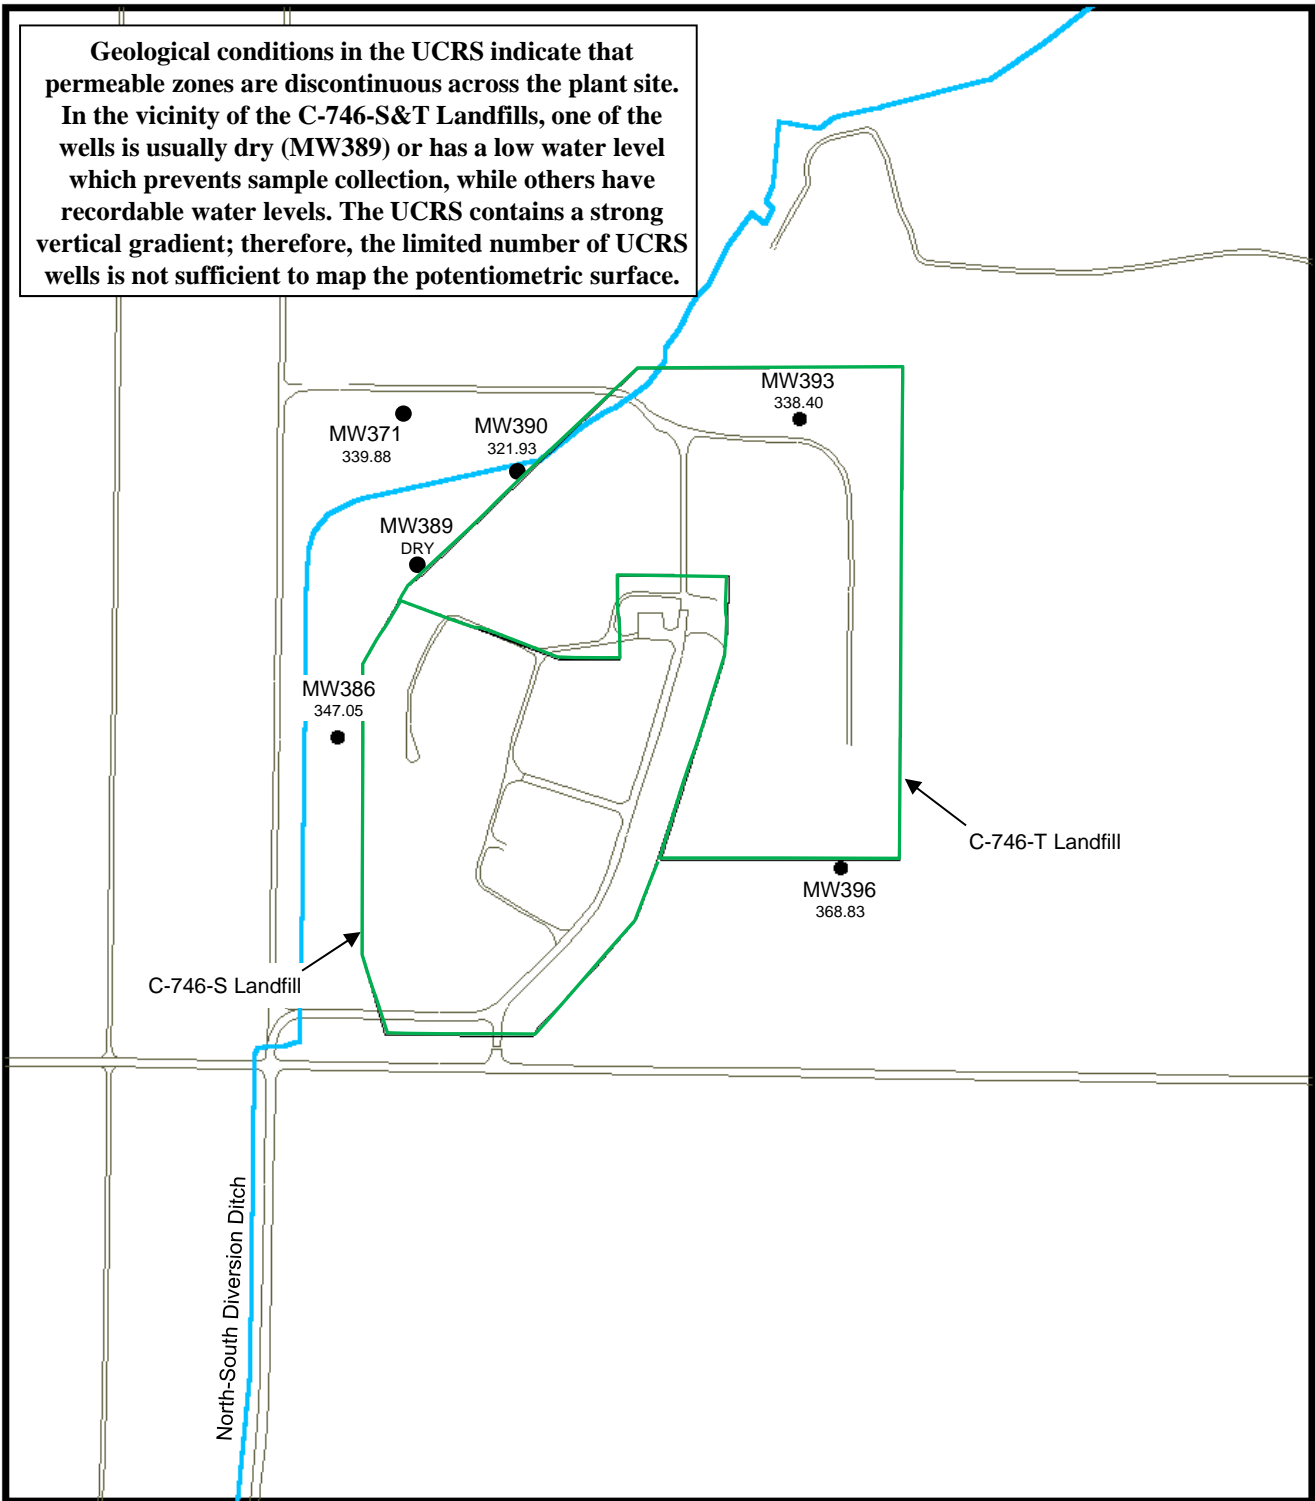 Geological conditions in the UCRS indicate that
permeable zones are discontinuous across the plant site.
In the vicinity of the C-746-S&T Landfills, one of the
wells is usually dry (MW389) or has a low water level
which prevents sample collection, while others have
recordable water levels. The UCRS contains a strong
vertical gradient; therefore, the limited number of UCRS
wells is not sufficient to map the potentiometric surface.
MW393
338.40
MW371
339.88
MW390
321.93
MW389
DRY
MW386
347.05
C-746-T Landfill
MW396
368.83
C-746-S Landfill
North-South Diversion Ditch